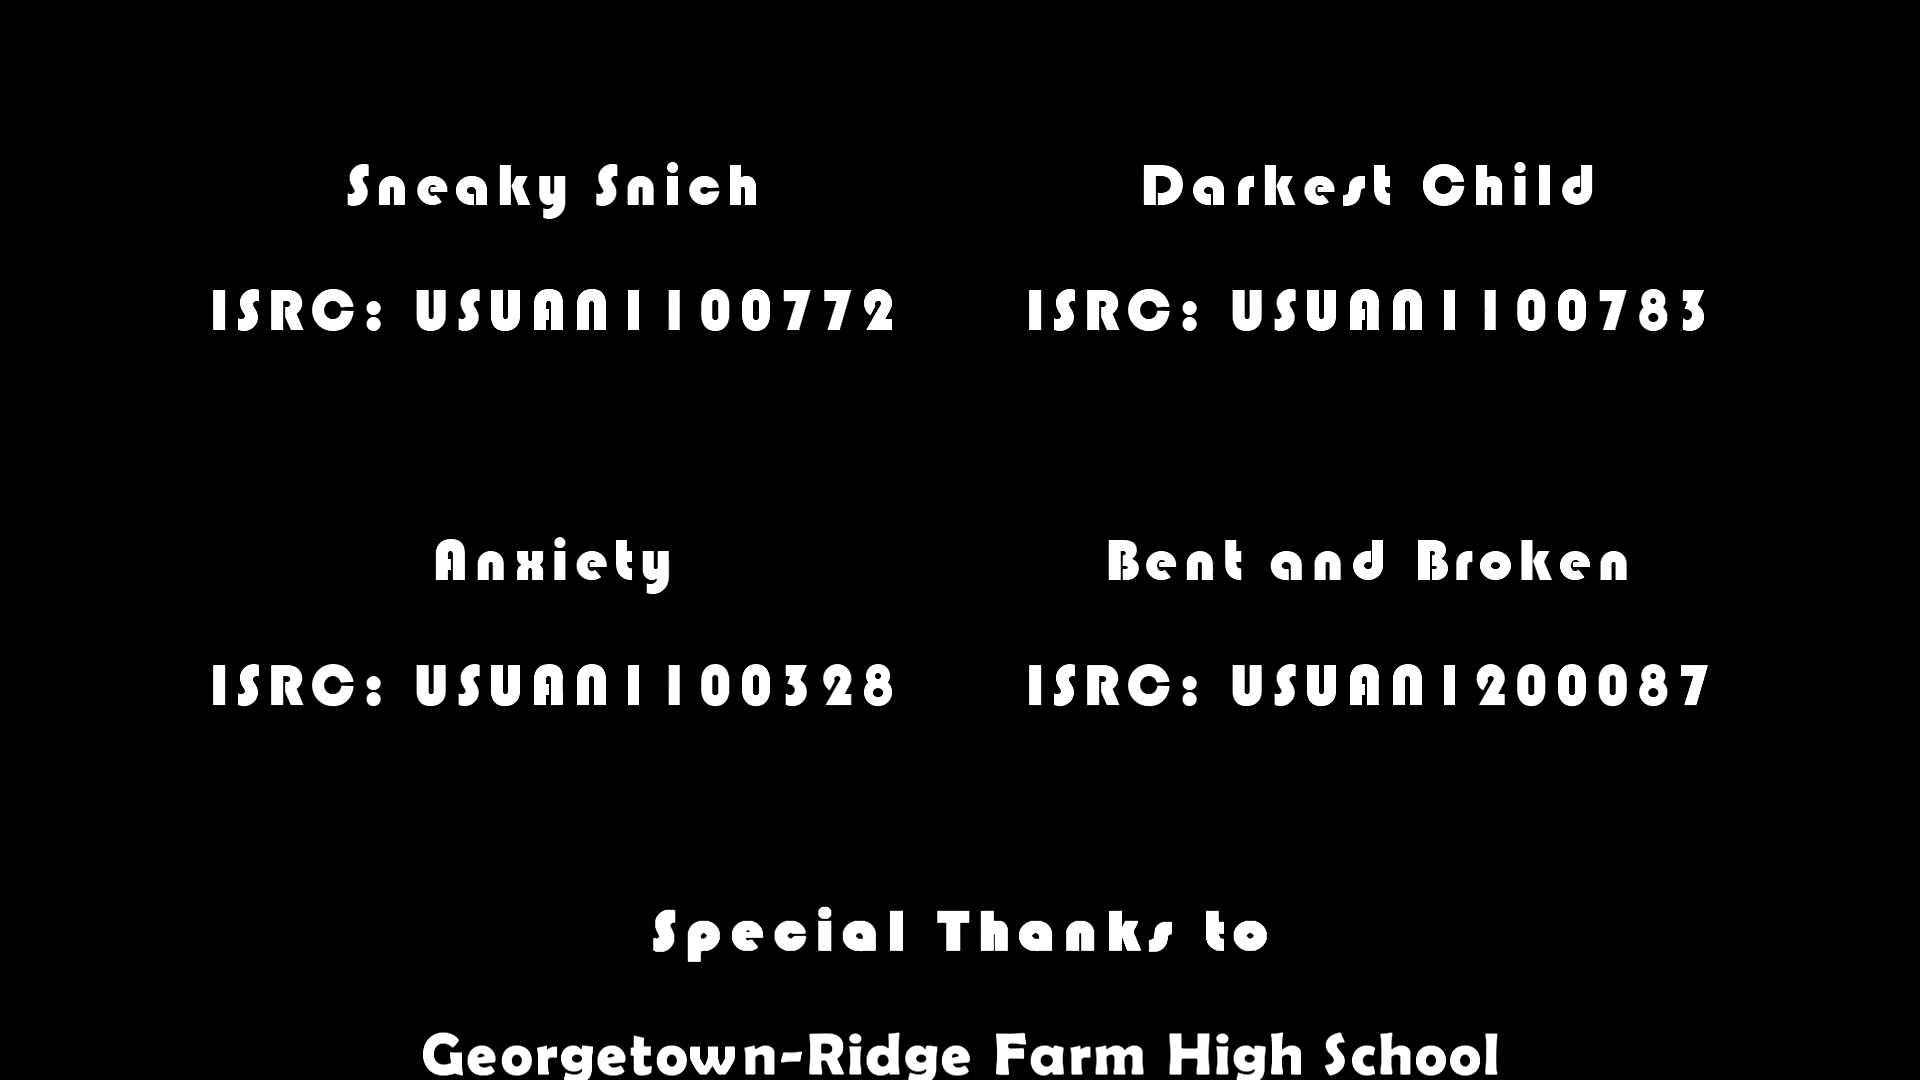 Sneaky Snich
ISRC: USUAN1100772
Darkest Child
ISRC: USUAN1100783
Anxiety
ISRC: USUAN1100328
Bent and Broken
ISRC: USUAN1200087
Special Thanks to
Georgetown-Ridge Farm High School